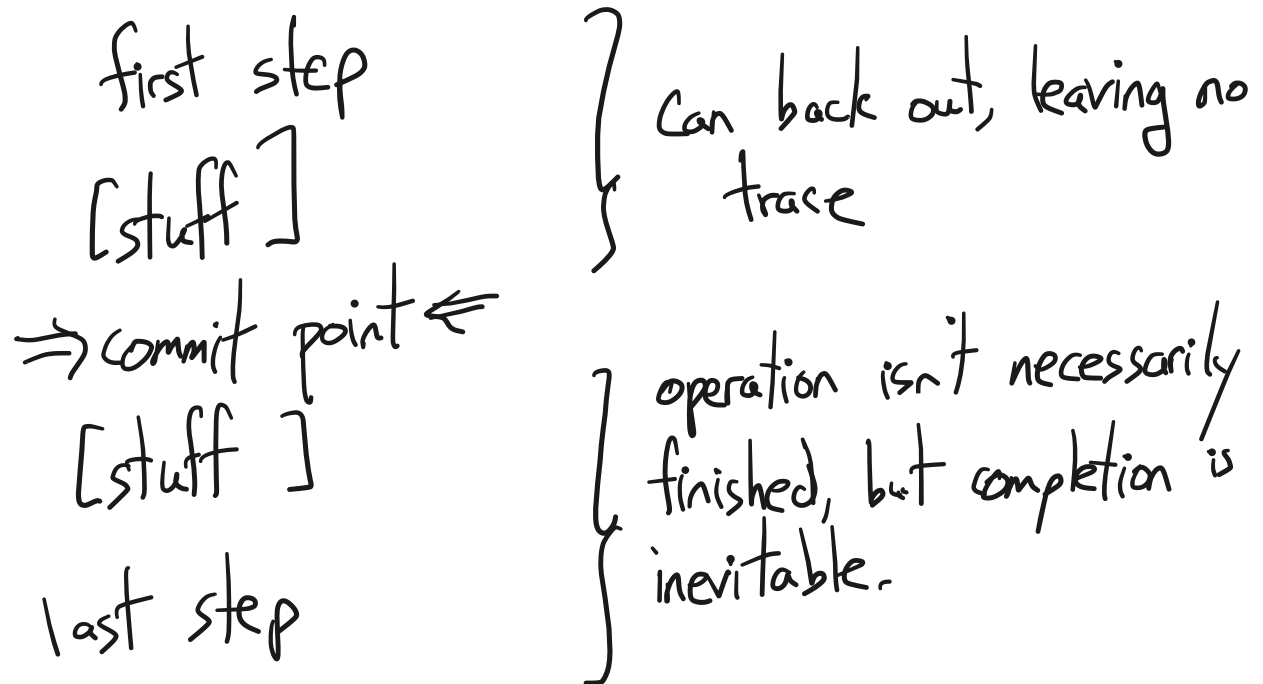 first step
[stuff]
⇒ commit point ⇐
[stuff]
last step
can back out, leaving no
trace
operation isn't necessarily
finished, but completion is
inevitable.